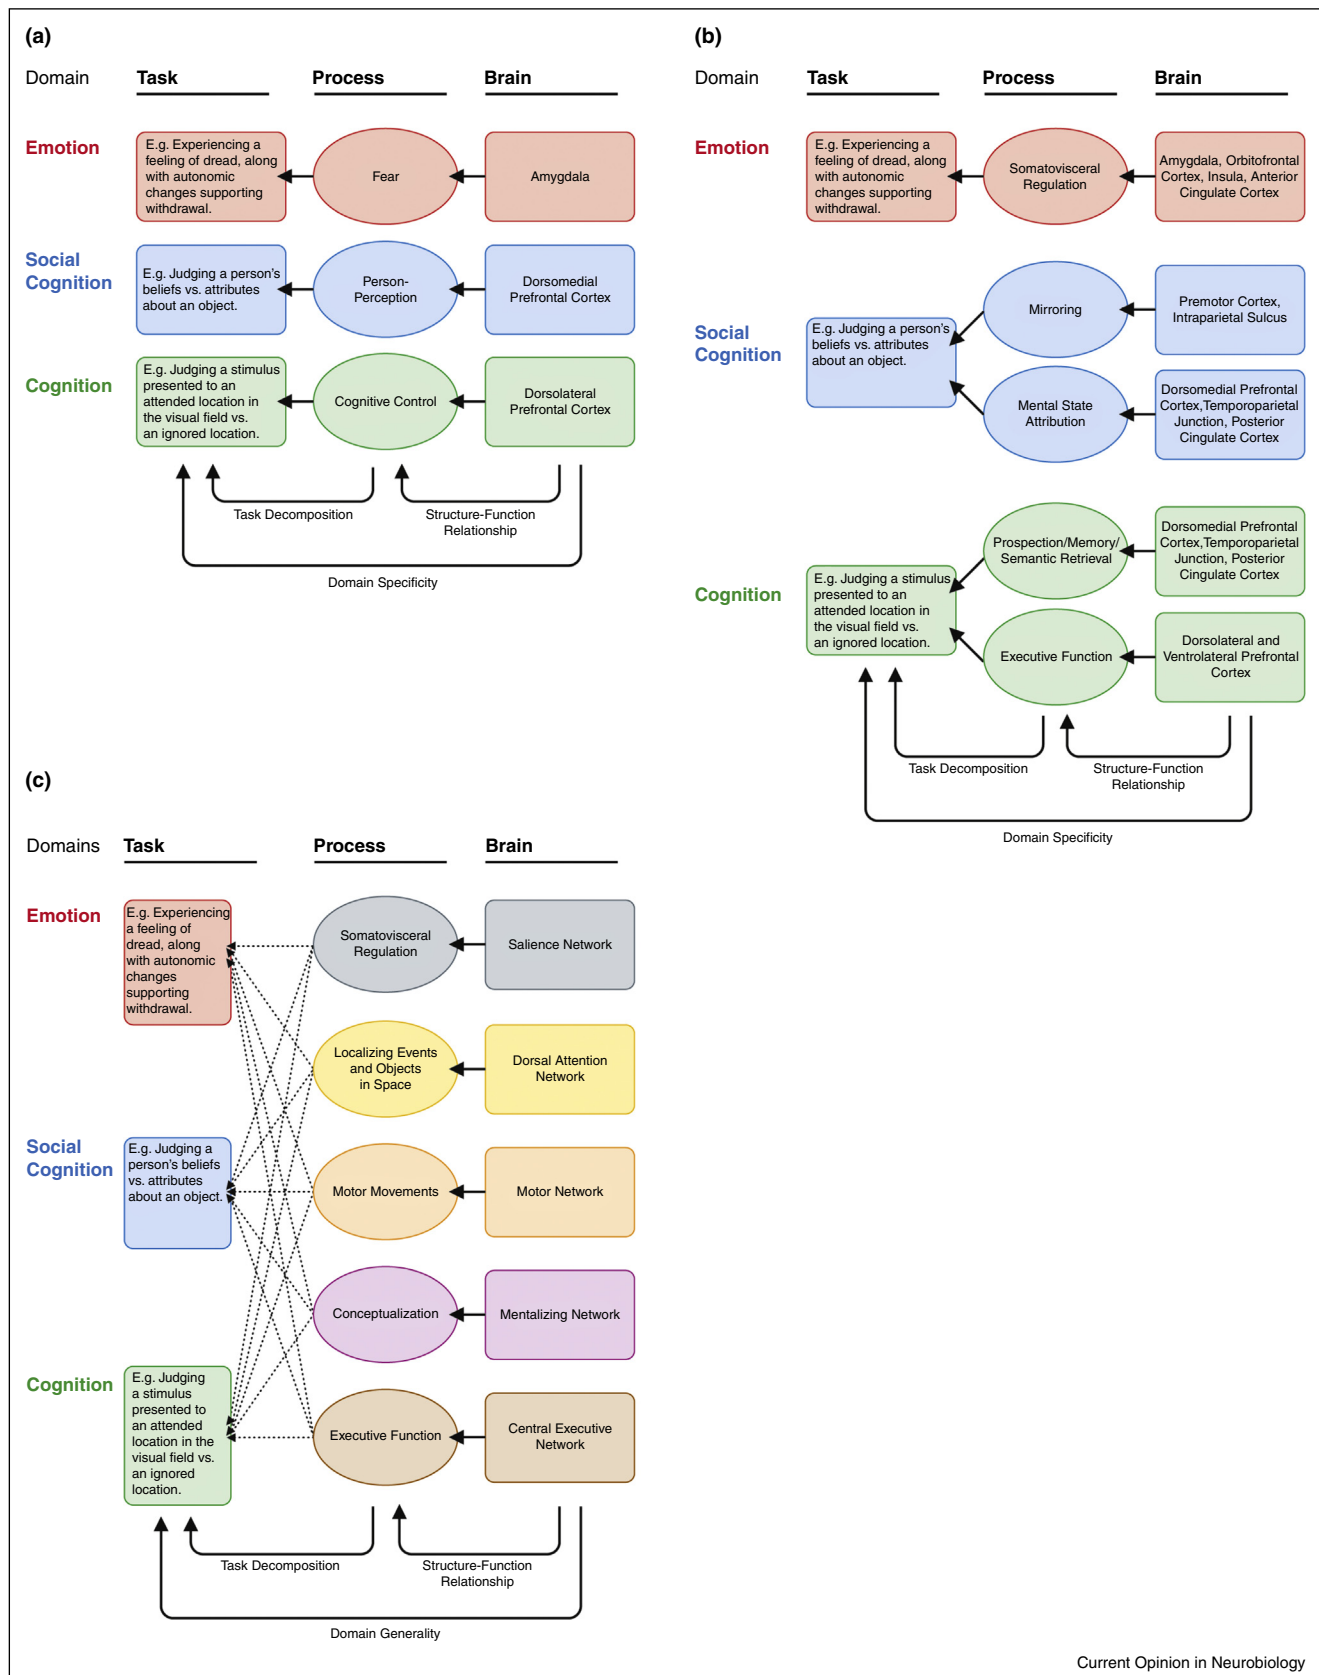 (a)
Domain Task Process Brain
Emotion
E.g. Experiencing a
feeling of dread, along
with autonomic
changes supporting
withdrawal.
Fear
Amygdala
Social
Cognition
E.g. Judging a person's
beliefs vs. attributes
about an object.
Person-
Perception
Dorsomedial
Prefrontal Cortex
Cognition
E.g. Judging a stimulus
presented to an
attended location in
the visual field vs.
an ignored location.
Cognitive Control
Dorsolateral
Prefrontal Cortex
Task Decomposition
Structure-Function
Relationship
Domain Specificity
(b)
Domain Task Process Brain
Emotion
E.g. Experiencing a
feeling of dread, along
with autonomic
changes supporting
withdrawal.
Somatovisceral
Regulation
Amygdala, Orbitofrontal
Cortex, Insula, Anterior
Cingulate Cortex
Social
Cognition
E.g. Judging a person's
beliefs vs. attributes
about an object.
Mirroring
Premotor Cortex,
Intraparietal Sulcus
Mental State
Attribution
Dorsomedial Prefrontal
Cortex,Temporoparietal
Junction, Posterior
Cingulate Cortex
Cognition
E.g. Judging a stimulus
presented to an
attended location in
the visual field vs.
an ignored location.
Prospection/Memory/
Semantic Retrieval
Dorsomedial Prefrontal
Cortex,Temporoparietal
Junction, Posterior
Cingulate Cortex
Executive Function
Dorsolateral and
Ventrolateral Prefrontal
Cortex
Task Decomposition
Structure-Function
Relationship
Domain Specificity
(c)
Domains Task Process Brain
Emotion
E.g. Experiencing
a feeling of
dread, along
with autonomic
changes
supporting
withdrawal.
Somatovisceral
Regulation
Salience Network
Localizing Events
and Objects
in Space
Dorsal Attention
Network
Social
Cognition
E.g. Judging a
person's beliefs
vs. attributes
about an object.
Motor Movements
Motor Network
Conceptualization
Mentalizing Network
Cognition
E.g. Judging
a stimulus
presented to
an attended
location in the
visual field vs.
an ignored
location.
Executive Function
Central Executive
Network
Task Decomposition
Structure-Function
Relationship
Domain Generality
Current Opinion in Neurobiology